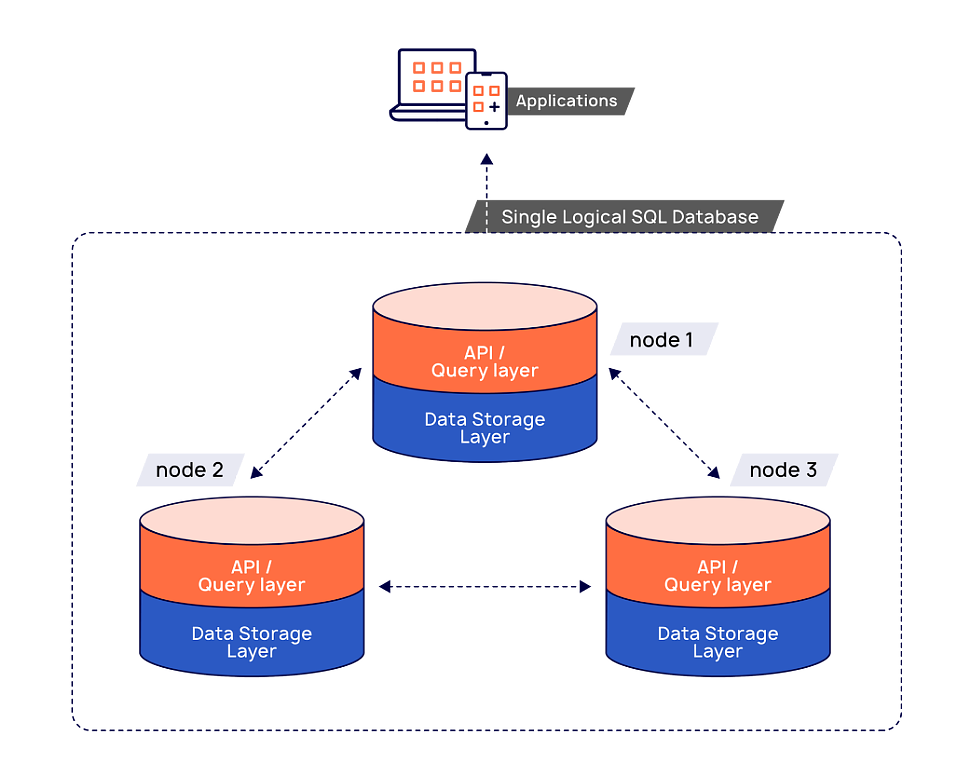 Applications
Single Logical SQL Database
node 1
API /
Query layer
Data Storage
Layer
node 2
node 3
API /
Query layer
Data Storage
Layer
API /
Query layer
Data Storage
Layer